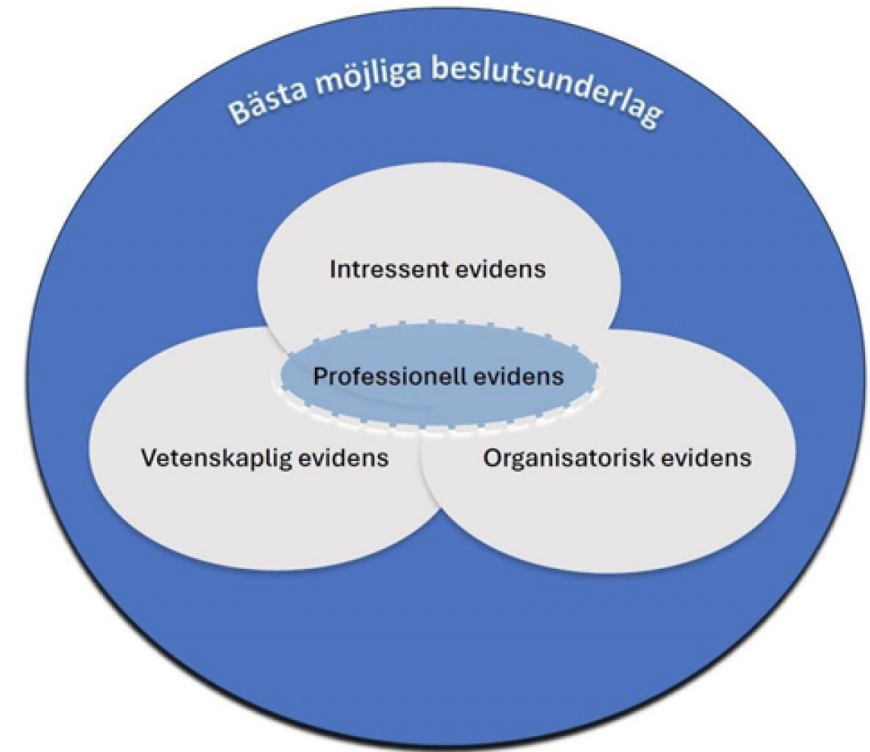 Bästa möjliga beslutsunderlag
Intressent evidens
Professionell evidens
Vetenskaplig evidens
Organisatorisk evidens